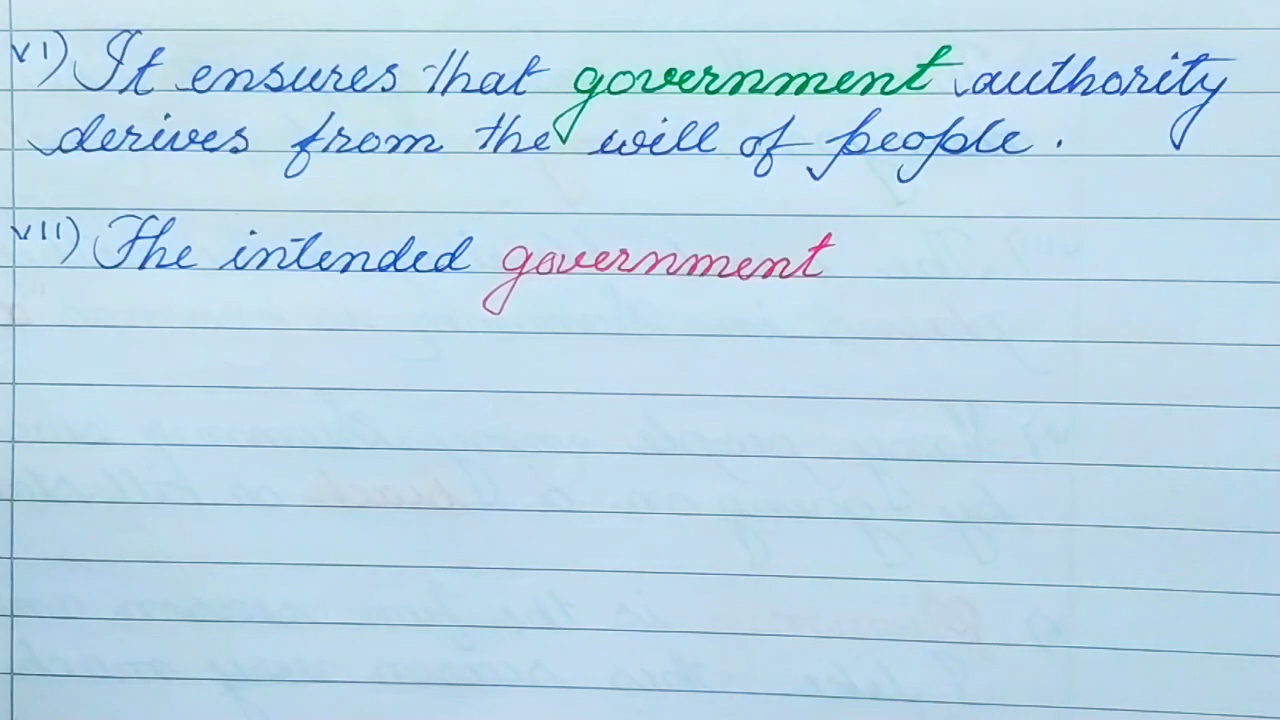 VI) It ensures that government authority
derives from the will of people.
VII) The intended government